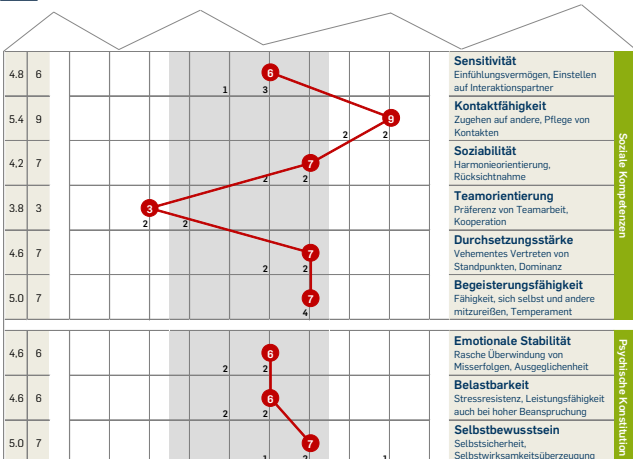 4.8 6 6 Sensitivität
Einfühlungsvermögen, Einstellen
1 3 auf Interaktionspartner
5.4 9 9 Kontaktfähigkeit
Zugehen auf andere, Pflege von
2 2 Kontakten
4,2 7 7 Soziabilität
Harmonieorientierung,
2 2 Rücksichtnahme
3.8 3 3 Teamorientierung
Präferenz von Teamarbeit,
2 2 Kooperation
4.6 7 7 Durchsetzungsstärke
Vehementes Vertreten von
2 2 Standpunkten, Dominanz
5.0 7 7 Begeisterungsfähigkeit
Fähigkeit, sich selbst und andere
4 mitzureißen, Temperament
Soziale Kompetenzen
4,6 6 6 Emotionale Stabilität
Rasche Überwindung von
2 2 Misserfolgen, Ausgeglichenheit
4.6 6 6 Belastbarkeit
Stressresistenz, Leistungsfähigkeit
2 2 auch bei hoher Beanspruchung
5.0 7 7 Selbstbewusstsein
Selbstsicherheit,
1 2 1 Selbstwirksamkeitsüberzeugung
Psychische Konstitution